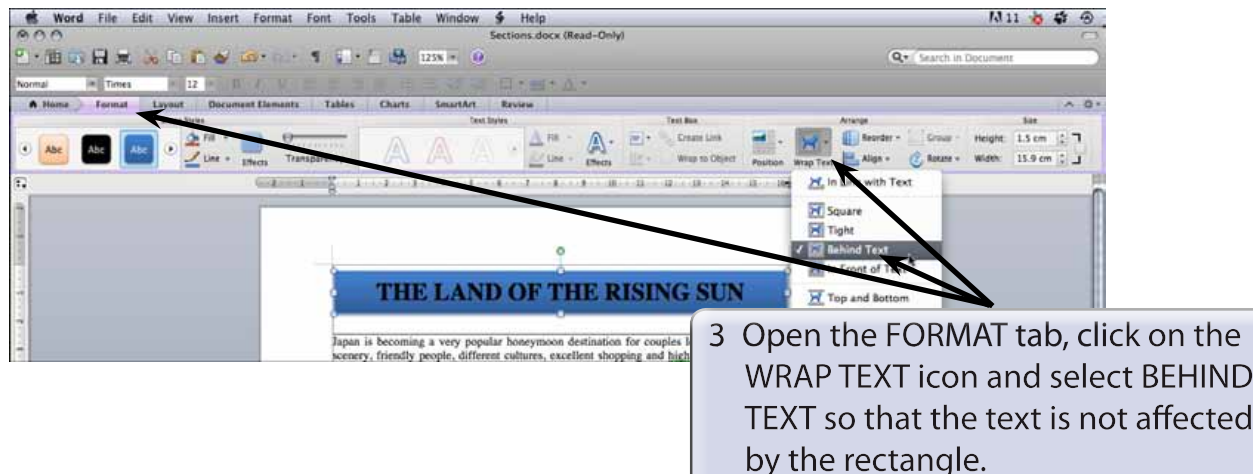 Word File Edit View Insert Format Font Tools Table Window Help 11
Sections.docx (Read-Only)
125% Search in Document
Normal Times 12
Home Format Layout Document Elements Tables Charts SmartArt Review
Styles Text Styles Text Box Arrange Size
Abc Abc Abc Fill Effects Fill Effects Create Link Position Wrap Text Reorder Group Height: 1.5 cm
Line Transparency Line Wrap to Object Align Rotate Width: 15.9 cm
In Line with Text
Square
Tight
✓ Behind Text
In Front of Text
Top and Bottom
THE LAND OF THE RISING SUN
Japan is becoming a very popular honeymoon destination for couples
scenery, friendly people, different cultures, excellent shopping and high
3 Open the FORMAT tab, click on the
WRAP TEXT icon and select BEHIND
TEXT so that the text is not affected
by the rectangle.